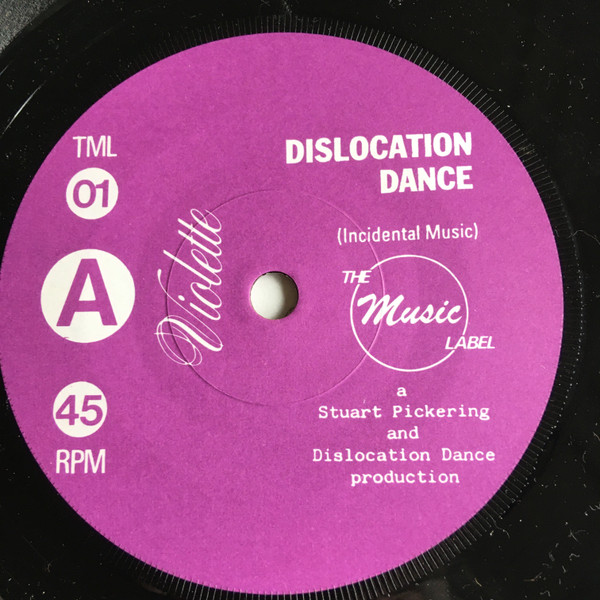 TML
01
A
45
RPM
Violette
DISLOCATION
DANCE
(Incidental Music)
THE
Music
LABEL
a
Stuart Pickering
and
Dislocation Dance
production